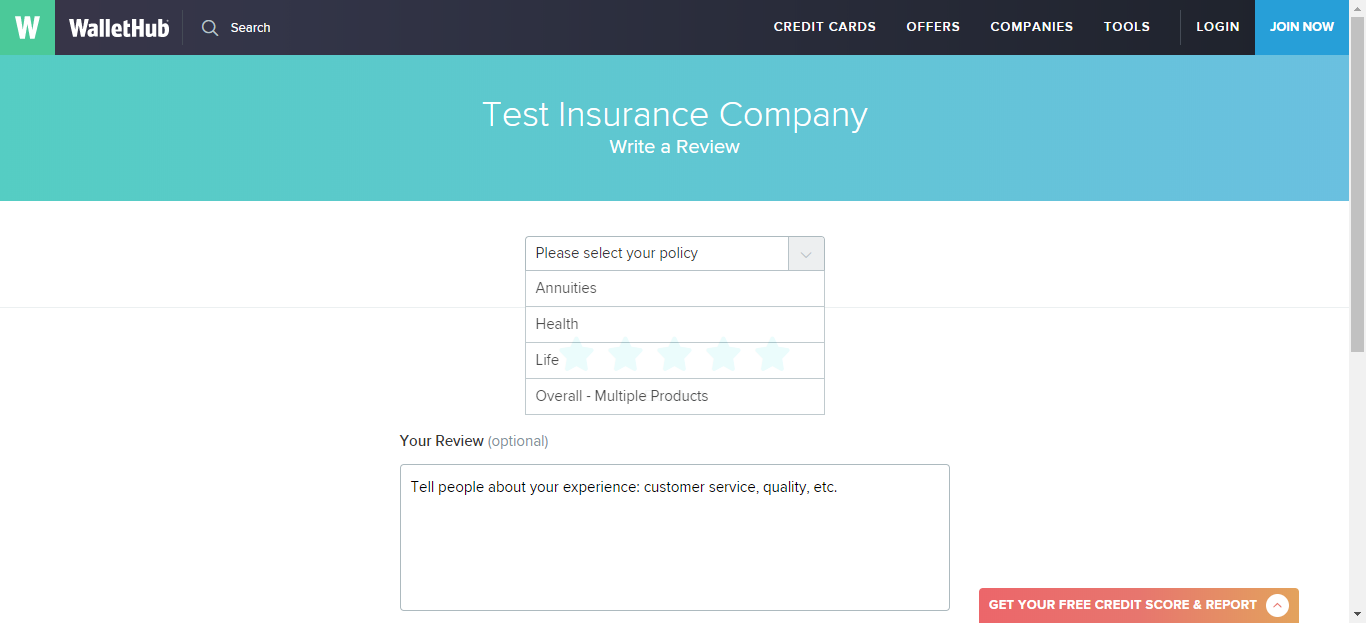 W WalletHub Search CREDIT CARDS OFFERS COMPANIES TOOLS LOGIN JOIN NOW
Test Insurance Company
Write a Review
Please select your policy
Annuities
Health
Life
Overall - Multiple Products
Your Review (optional)
Tell people about your experience: customer service, quality, etc.
GET YOUR FREE CREDIT SCORE & REPORT